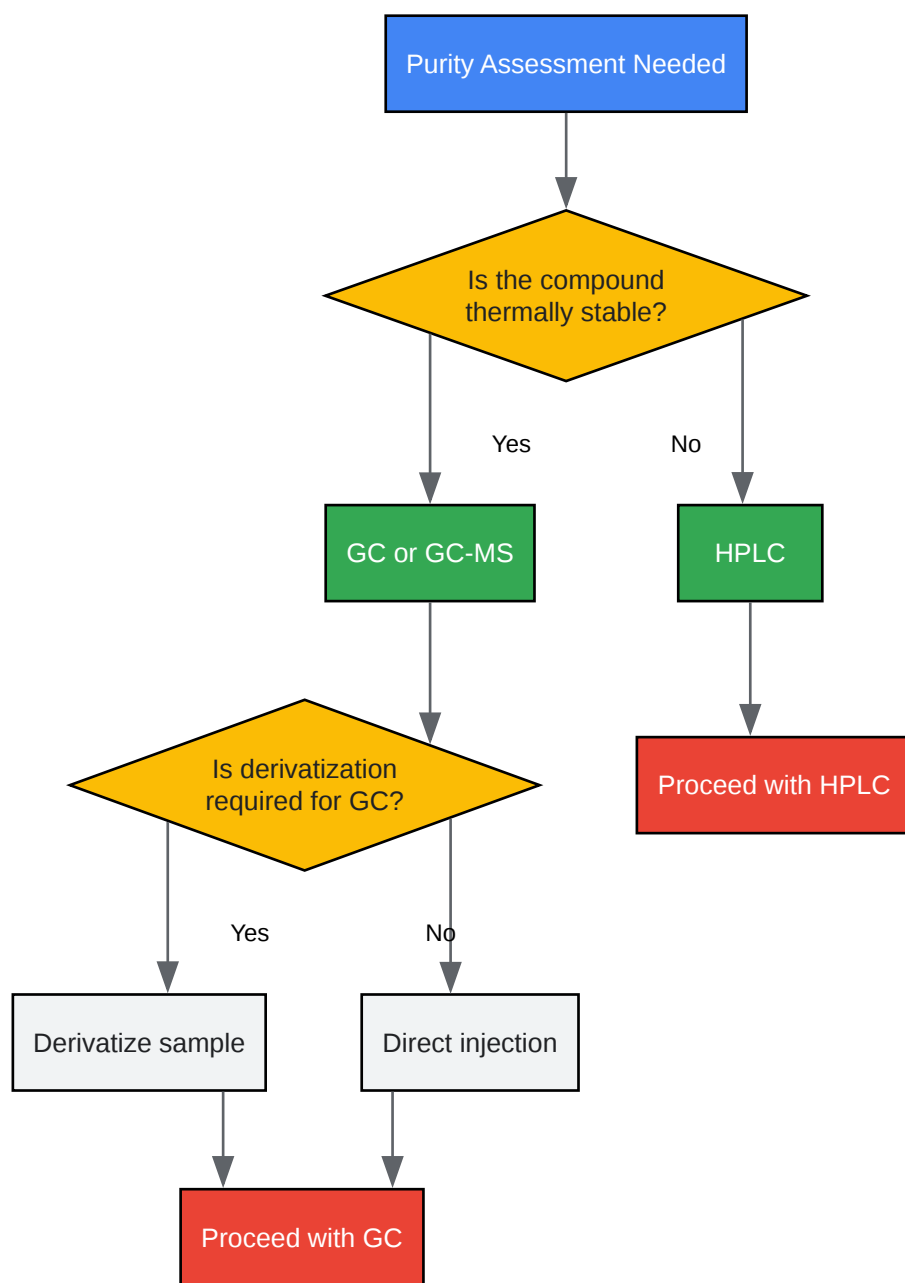 Purity Assessment Needed
Is the compound
thermally stable?
Yes
No
GC or GC-MS
HPLC
Is derivatization
required for GC?
Proceed with HPLC
Yes
No
Derivatize sample
Direct injection
Proceed with GC